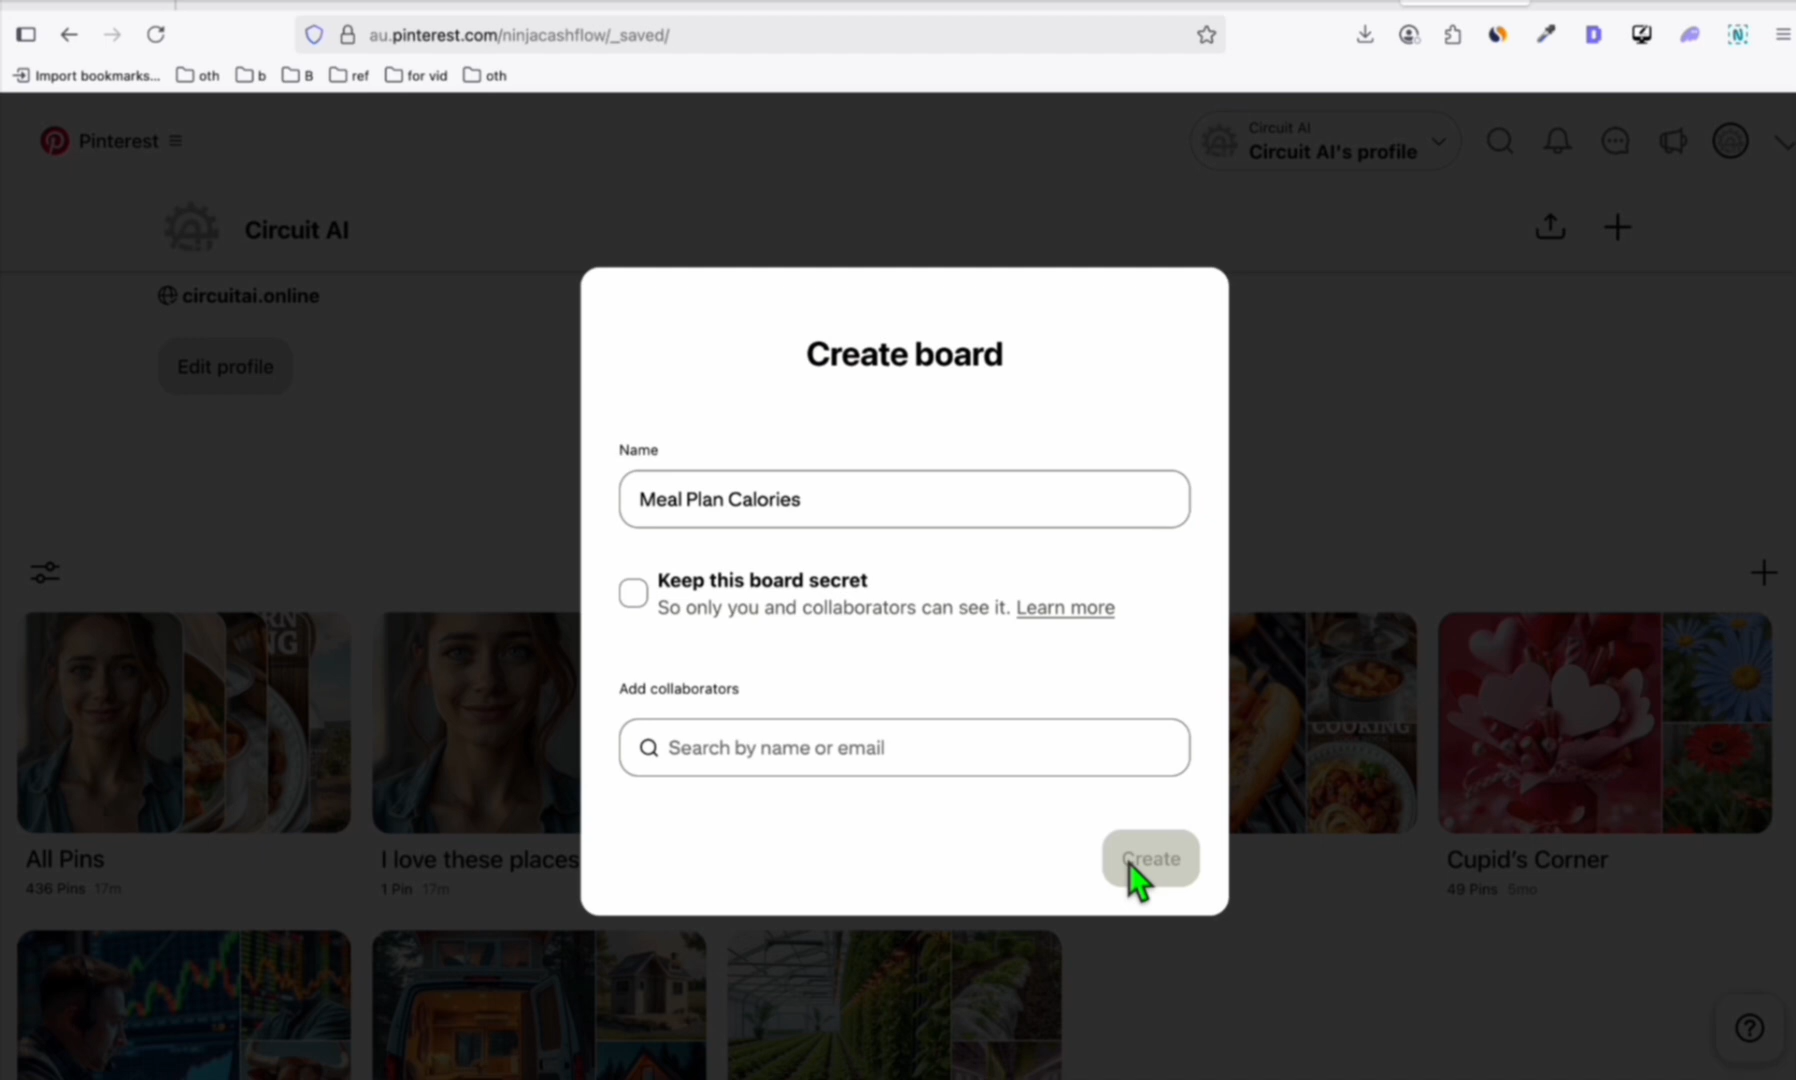 au.pinterest.com/ninjacashflow/_saved/
Import bookmarks... oth b B ref for vid oth
Pinterest
Circuit AI
Circuit AI's profile
Circuit AI
circuitai.online
Edit profile
Create board
Name
Meal Plan Calories
Keep this board secret
So only you and collaborators can see it. Learn more
Add collaborators
Search by name or email
Create
COOKING
All Pins
436 Pins 17m
I love these places
1 Pin 17m
Cupid's Corner
49 Pins 5mo